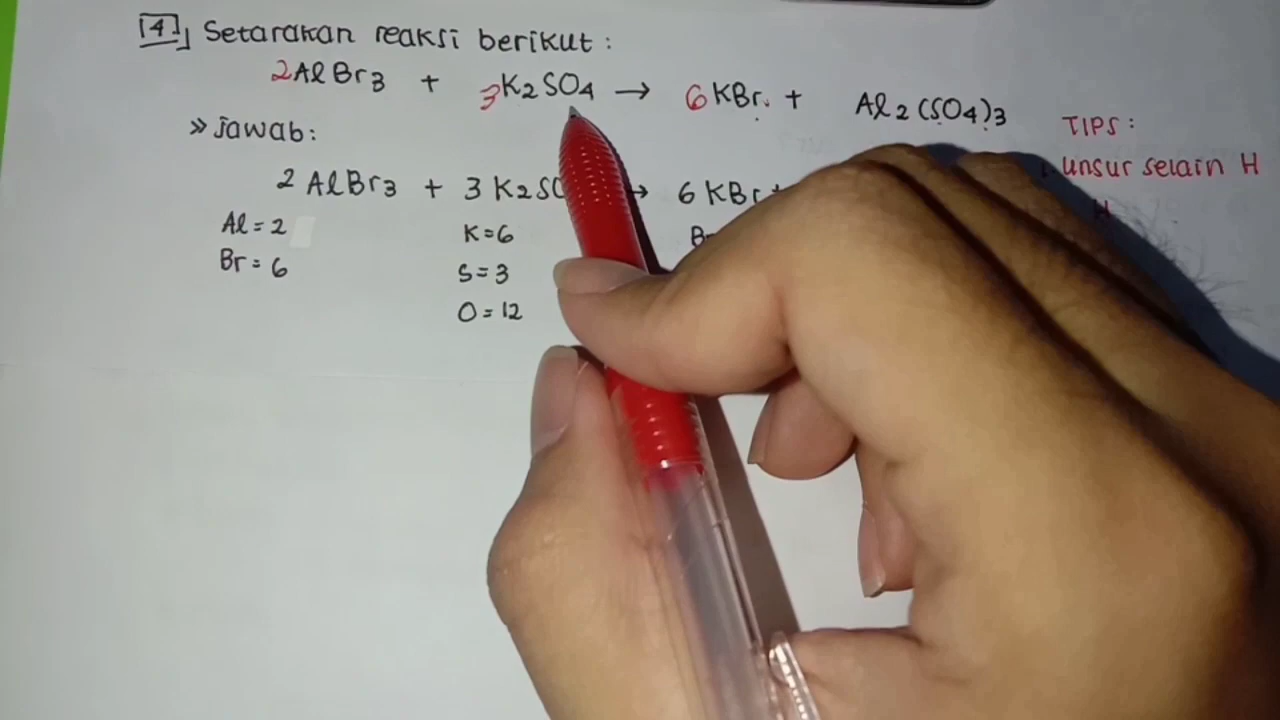 [4] Setarakan reaksi berikut :
2AlBr3 + 3K2SO4 → 6KBr + Al2(SO4)3
» Jawab :
2 AlBr3 + 3 K2SO → 6 KBr +
Al = 2
Br = 6
K = 6
S = 3
O = 12
TIPS :
unsur selain H
H